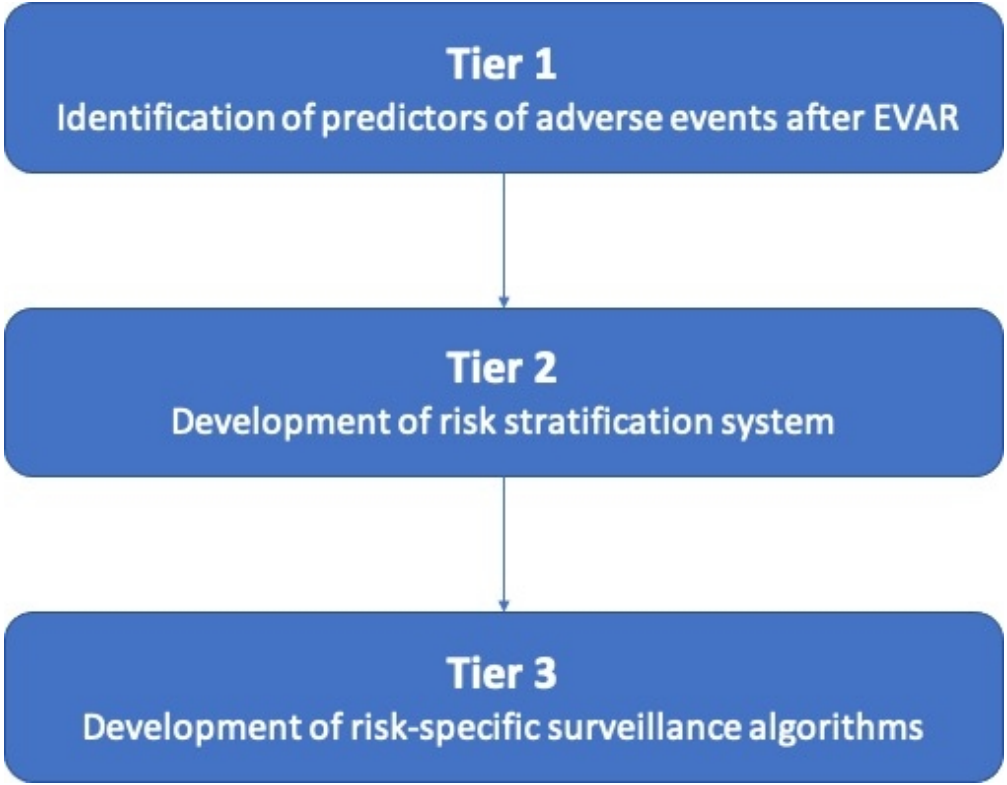 Tier 1
Identification of predictors of adverse events after EVAR
Tier 2
Development of risk stratification system
Tier 3
Development of risk-specific surveillance algorithms